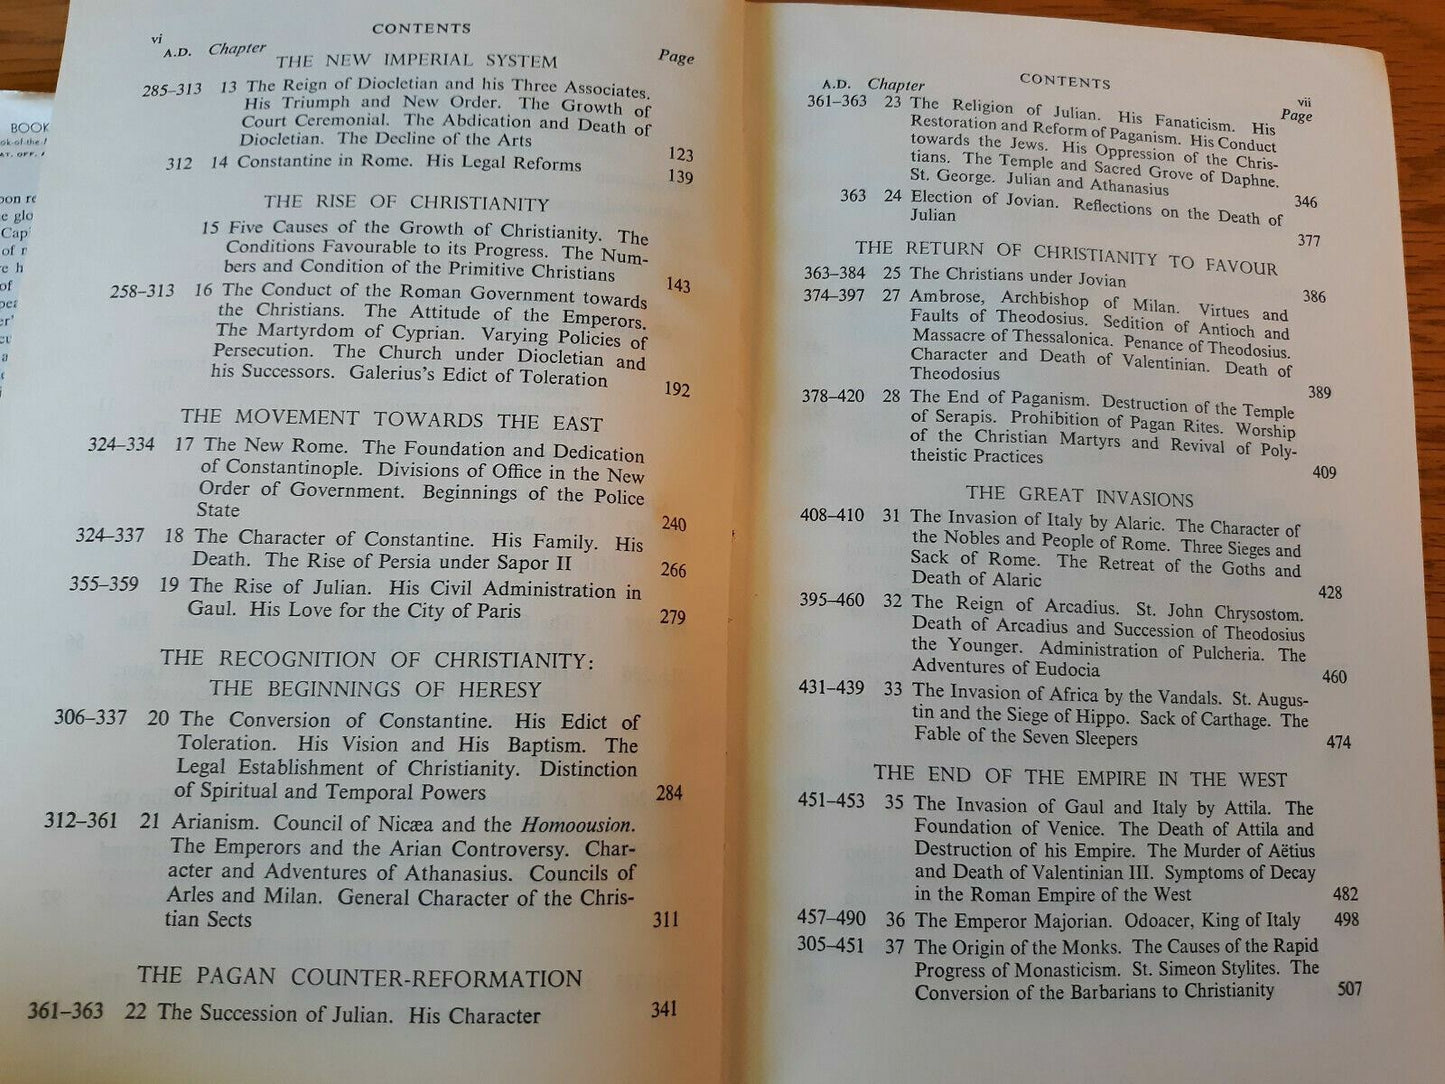 BOOK
vi
CONTENTS
A.D. Chapter
Page
THE NEW IMPERIAL SYSTEM
285–313 13 The Reign of Diocletian and his Three Associates.
His Triumph and New Order. The Growth of
Court Ceremonial. The Abdication and Death of
Diocletian. The Decline of the Arts 123
312 14 Constantine in Rome. His Legal Reforms 139
THE RISE OF CHRISTIANITY
15 Five Causes of the Growth of Christianity. The
Conditions Favourable to its Progress. The Num-
bers and Condition of the Primitive Christians 143
258–313 16 The Conduct of the Roman Government towards
the Christians. The Attitude of the Emperors.
The Martyrdom of Cyprian. Varying Policies of
Persecution. The Church under Diocletian and
his Successors. Galerius's Edict of Toleration 192
THE MOVEMENT TOWARDS THE EAST
324–334 17 The New Rome. The Foundation and Dedication
of Constantinople. Divisions of Office in the New
Order of Government. Beginnings of the Police
State 240
324–337 18 The Character of Constantine. His Family. His
Death. The Rise of Persia under Sapor II 266
355–359 19 The Rise of Julian. His Civil Administration in
Gaul. His Love for the City of Paris 279
THE RECOGNITION OF CHRISTIANITY:
THE BEGINNINGS OF HERESY
306–337 20 The Conversion of Constantine. His Edict of
Toleration. His Vision and His Baptism. The
Legal Establishment of Christianity. Distinction
of Spiritual and Temporal Powers 284
312–361 21 Arianism. Council of Nicæa and the Homoousion.
The Emperors and the Arian Controversy. Char-
acter and Adventures of Athanasius. Councils of
Arles and Milan. General Character of the Chris-
tian Sects 311
THE PAGAN COUNTER-REFORMATION
361–363 22 The Succession of Julian. His Character 341
CONTENTS
vii
A.D. Chapter
Page
361–363 23 The Religion of Julian. His Fanaticism. His
Restoration and Reform of Paganism. His Conduct
towards the Jews. His Oppression of the Chris-
tians. The Temple and Sacred Grove of Daphne.
St. George. Julian and Athanasius 346
363 24 Election of Jovian. Reflections on the Death of
Julian 377
THE RETURN OF CHRISTIANITY TO FAVOUR
363–384 25 The Christians under Jovian 386
374–397 27 Ambrose, Archbishop of Milan. Virtues and
Faults of Theodosius. Sedition of Antioch and
Massacre of Thessalonica. Penance of Theodosius.
Character and Death of Valentinian. Death of
Theodosius 389
378–420 28 The End of Paganism. Destruction of the Temple
of Serapis. Prohibition of Pagan Rites. Worship
of the Christian Martyrs and Revival of Poly-
theistic Practices 409
THE GREAT INVASIONS
408–410 31 The Invasion of Italy by Alaric. The Character of
the Nobles and People of Rome. Three Sieges and
Sack of Rome. The Retreat of the Goths and
Death of Alaric 428
395–460 32 The Reign of Arcadius. St. John Chrysostom.
Death of Arcadius and Succession of Theodosius
the Younger. Administration of Pulcheria. The
Adventures of Eudocia 460
431–439 33 The Invasion of Africa by the Vandals. St. Augus-
tin and the Siege of Hippo. Sack of Carthage. The
Fable of the Seven Sleepers 474
THE END OF THE EMPIRE IN THE WEST
451–453 35 The Invasion of Gaul and Italy by Attila. The
Foundation of Venice. The Death of Attila and
Destruction of his Empire. The Murder of Aëtius
and Death of Valentinian III. Symptoms of Decay
in the Roman Empire of the West 482
457–490 36 The Emperor Majorian. Odoacer, King of Italy 498
305–451 37 The Origin of the Monks. The Causes of the Rapid
Progress of Monasticism. St. Simeon Stylites. The
Conversion of the Barbarians to Christianity 507